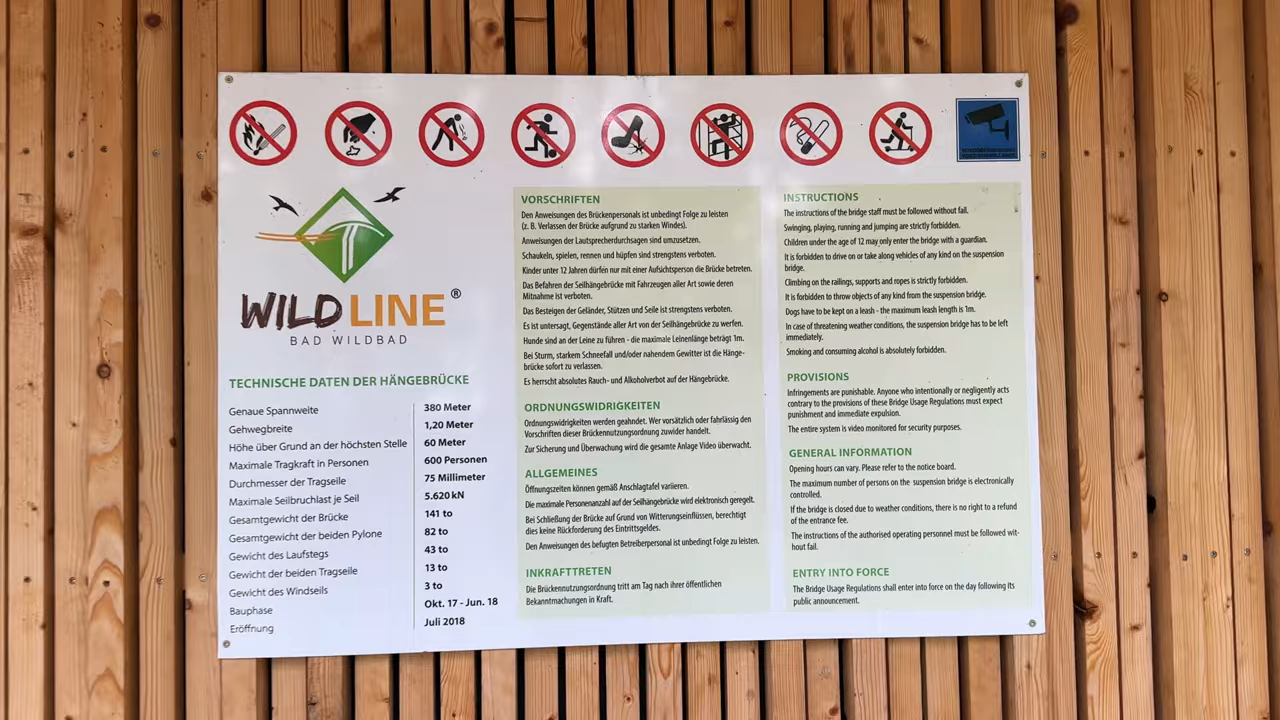 WILDLINE®
BAD WILDBAD
TECHNISCHE DATEN DER HÄNGEBRÜCKE
Genaue Spannweite 380 Meter
Gehwegbreite 1,20 Meter
Höhe über Grund an der höchsten Stelle 60 Meter
Maximale Tragkraft in Personen 600 Personen
Durchmesser der Tragseile 75 Millimeter
Maximale Seilbruchlast je Seil 5.620 kN
Gesamtgewicht der Brücke 141 to
Gesamtgewicht der beiden Pylone 82 to
Gewicht des Laufstegs 43 to
Gewicht der beiden Tragseile 13 to
Gewicht des Windseils 3 to
Bauphase Okt. 17 - Jun. 18
Eröffnung Juli 2018
VORSCHRIFTEN
Den Anweisungen des Brückenpersonals ist unbedingt Folge zu leisten
(z. B. Verlassen der Brücke aufgrund zu starken Windes).
Anweisungen der Lautsprecherdurchsagen sind umzusetzen.
Schaukeln, spielen, rennen und hüpfen sind strengstens verboten.
Kinder unter 12 Jahren dürfen nur mit einer Aufsichtsperson die Brücke betreten.
Das Befahren der Seilhängebrücke mit Fahrzeugen aller Art sowie deren
Mitnahme ist verboten.
Das Besteigen der Geländer, Stützen und Seile ist strengstens verboten.
Es ist untersagt, Gegenstände aller Art von der Seilhängebrücke zu werfen.
Hunde sind an der Leine zu führen - die maximale Leinenlänge beträgt 1m.
Bei Sturm, starkem Schneefall und/oder nahendem Gewitter ist die Hänge-
brücke sofort zu verlassen.
Es herrscht absolutes Rauch- und Alkoholverbot auf der Hängebrücke.
ORDNUNGSWIDRIGKEITEN
Ordnungswidrigkeiten werden geahndet. Wer vorsätzlich oder fahrlässig den
Vorschriften dieser Brückennutzungsordnung zuwider handelt.
Zur Sicherung und Überwachung wird die gesamte Anlage Video überwacht.
ALLGEMEINES
Öffnungszeiten können gemäß Anschlagtafel variieren.
Die maximale Personenanzahl auf der Seilhängebrücke wird elektronisch geregelt.
Bei Schließung der Brücke auf Grund von Witterungseinflüssen, berechtigt
dies keine Rückforderung des Eintrittsgeldes.
Den Anweisungen des befugten Betreiberpersonal ist unbedingt Folge zu leisten.
INKRAFTTRETEN
Die Brückennutzungsordnung tritt am Tag nach ihrer öffentlichen
Bekanntmachungen in Kraft.
INSTRUCTIONS
The instructions of the bridge staff must be followed without fail.
Swinging, playing, running and jumping are strictly forbidden.
Children under the age of 12 may only enter the bridge with a guardian.
It is forbidden to drive on or take along vehicles of any kind on the suspension
bridge.
Climbing on the railings, supports and ropes is strictly forbidden.
It is forbidden to throw objects of any kind from the suspension bridge.
Dogs have to be kept on a leash - the maximum leash length is 1m.
In case of threatening weather conditions, the suspension bridge has to be left
immediately.
Smoking and consuming alcohol is absolutely forbidden.
PROVISIONS
Infringements are punishable. Anyone who intentionally or negligently acts
contrary to the provisions of these Bridge Usage Regulations must expect
punishment and immediate expulsion.
The entire system is video monitored for security purposes.
GENERAL INFORMATION
Opening hours can vary. Please refer to the notice board.
The maximum number of persons on the suspension bridge is electronically
controlled.
If the bridge is closed due to weather conditions, there is no right to a refund
of the entrance fee.
The instructions of the authorised operating personnel must be followed wit-
hout fail.
ENTRY INTO FORCE
The Bridge Usage Regulations shall enter into force on the day following its
public announcement.